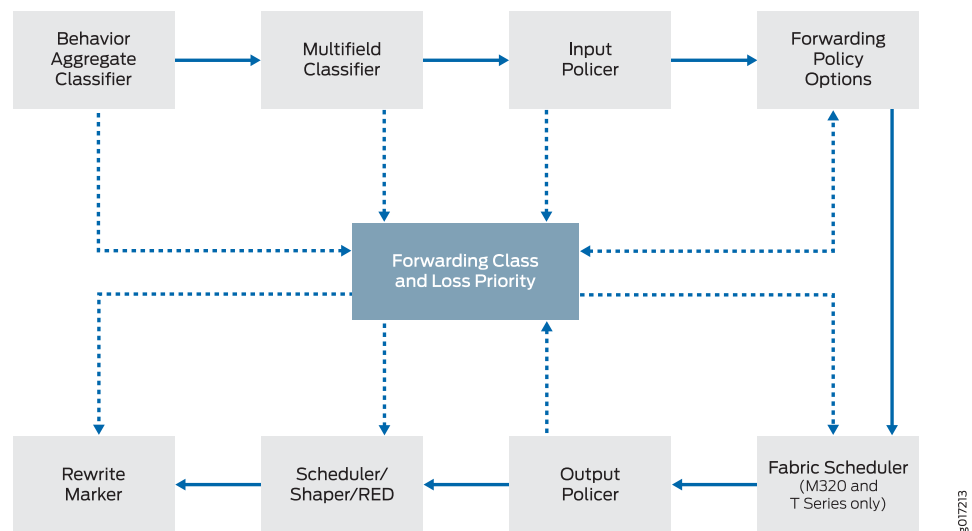 Behavior
Aggregate
Classifier
Multifield
Classifier
Input
Policer
Forwarding
Policy
Options
Forwarding Class
and Loss Priority
Rewrite
Marker
Scheduler/
Shaper/RED
Output
Policer
Fabric Scheduler
(M320 and
T Series only)
g017213